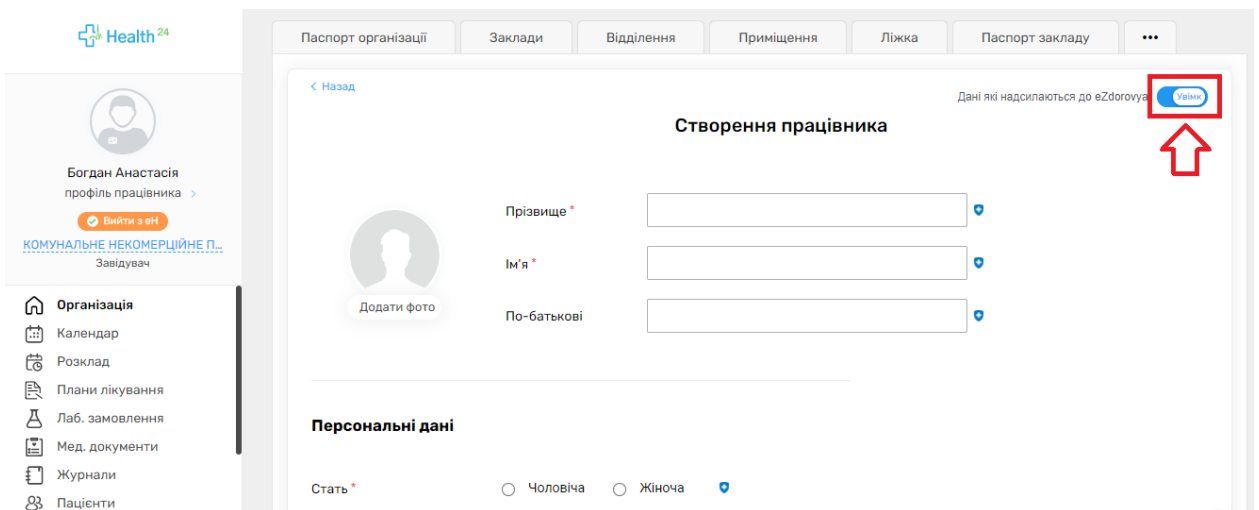 Health 24
Богдан Анастасія
профіль працівника >
Вийти з еН
КОМУНАЛЬНЕ НЕКОМЕРЦІЙНЕ П...
Завідувач
Організація
Календар
Розклад
Плани лікування
Лаб. замовлення
Мед. документи
Журнали
Пацієнти
Паспорт організації
Заклади
Відділення
Приміщення
Ліжка
Паспорт закладу
•••
< Назад
Дані які надсилаються до eZdorovya
Увімк
Створення працівника
Додати фото
Прізвище *
Ім'я *
По-батькові
Персональні дані
Стать *
Чоловіча
Жіноча